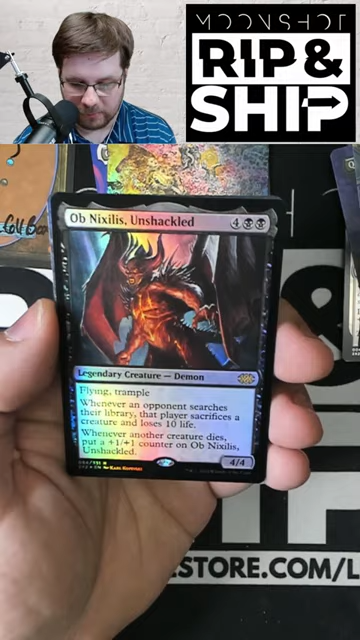 MOONSHOT
RIP&
SHIP
Ob Nixilis, Unshackled 4
Legendary Creature — Demon
Flying, trample
Whenever an opponent searches
their library, that player sacrifices a
creature and loses 10 life.
Whenever another creature dies,
put a +1/+1 counter on Ob Nixilis,
Unshackled.
4/4
ESTORE.COM/L